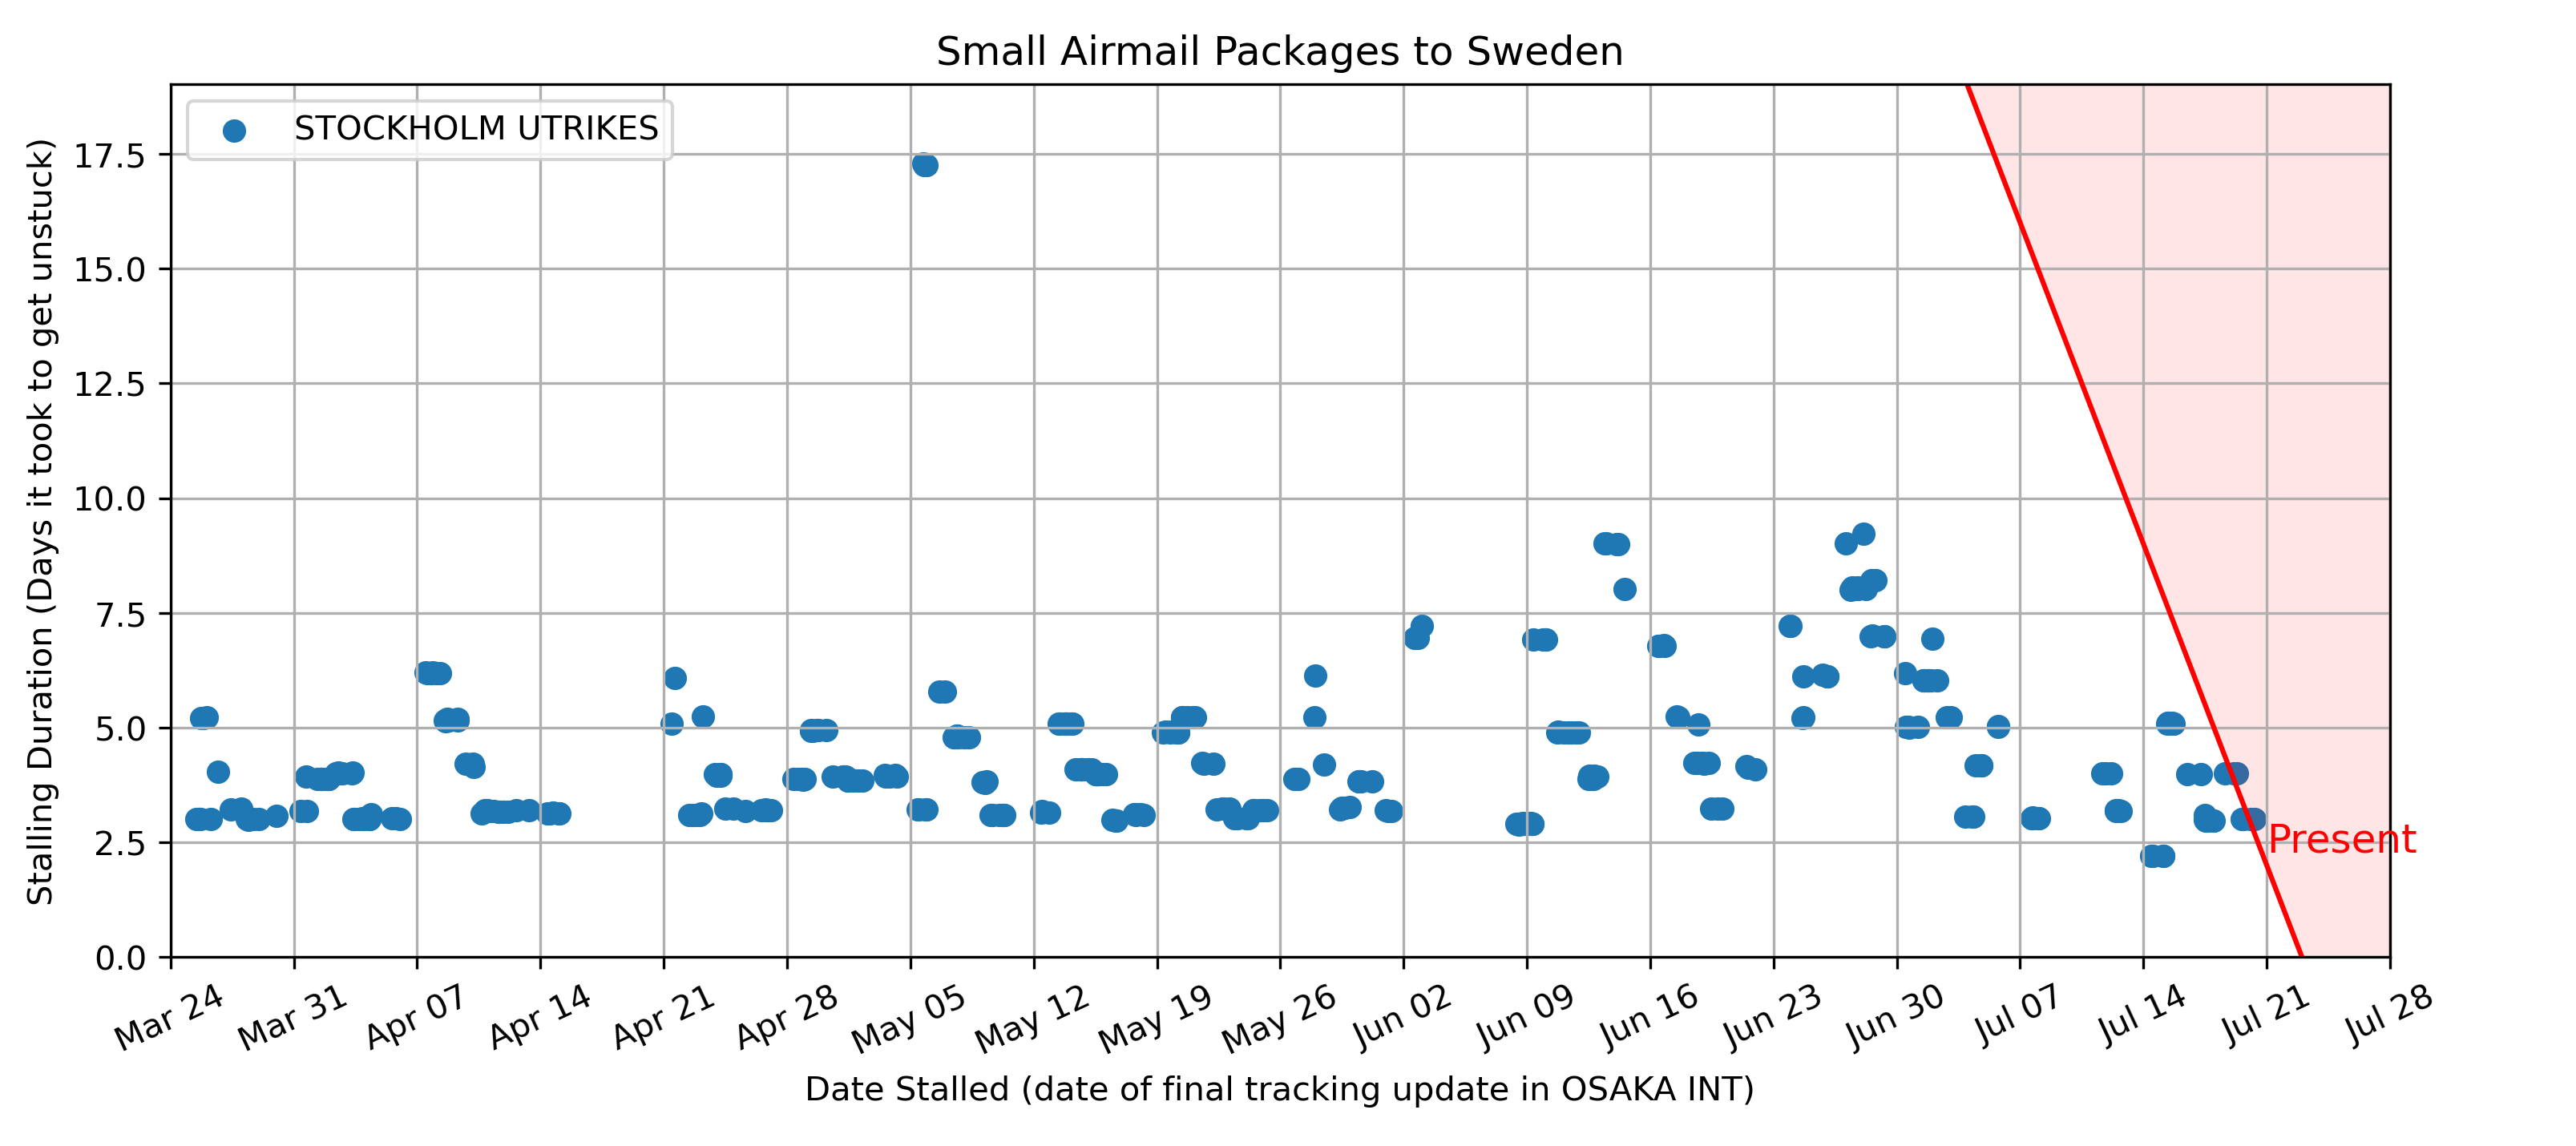 Small Airmail Packages to Sweden
STOCKHOLM UTRIKES
Stalling Duration (Days it took to get unstuck)
17.5
15.0
12.5
10.0
7.5
5.0
2.5
0.0
Present
Mar 24 Mar 31 Apr 07 Apr 14 Apr 21 Apr 28 May 05 May 12 May 19 May 26 Jun 02 Jun 09 Jun 16 Jun 23 Jun 30 Jul 07 Jul 14 Jul 21 Jul 28
Date Stalled (date of final tracking update in OSAKA INT)